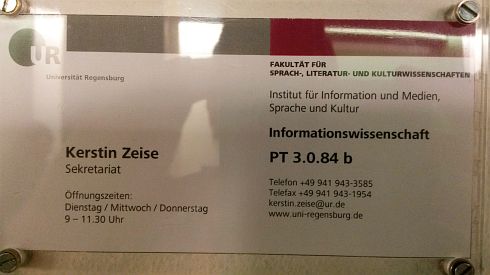 UR
Universität Regensburg
FAKULTÄT FÜR
SPRACH-, LITERATUR- UND KULTURWISSENSCHAFTEN
Institut für Information und Medien,
Sprache und Kultur
Informationswissenschaft
PT 3.0.84 b
Telefon +49 941 943-3585
Telefax +49 941 943-1954
kerstin.zeise@ur.de
www.uni-regensburg.de
Kerstin Zeise
Sekretariat
Öffnungszeiten:
Dienstag / Mittwoch / Donnerstag
9 – 11.30 Uhr